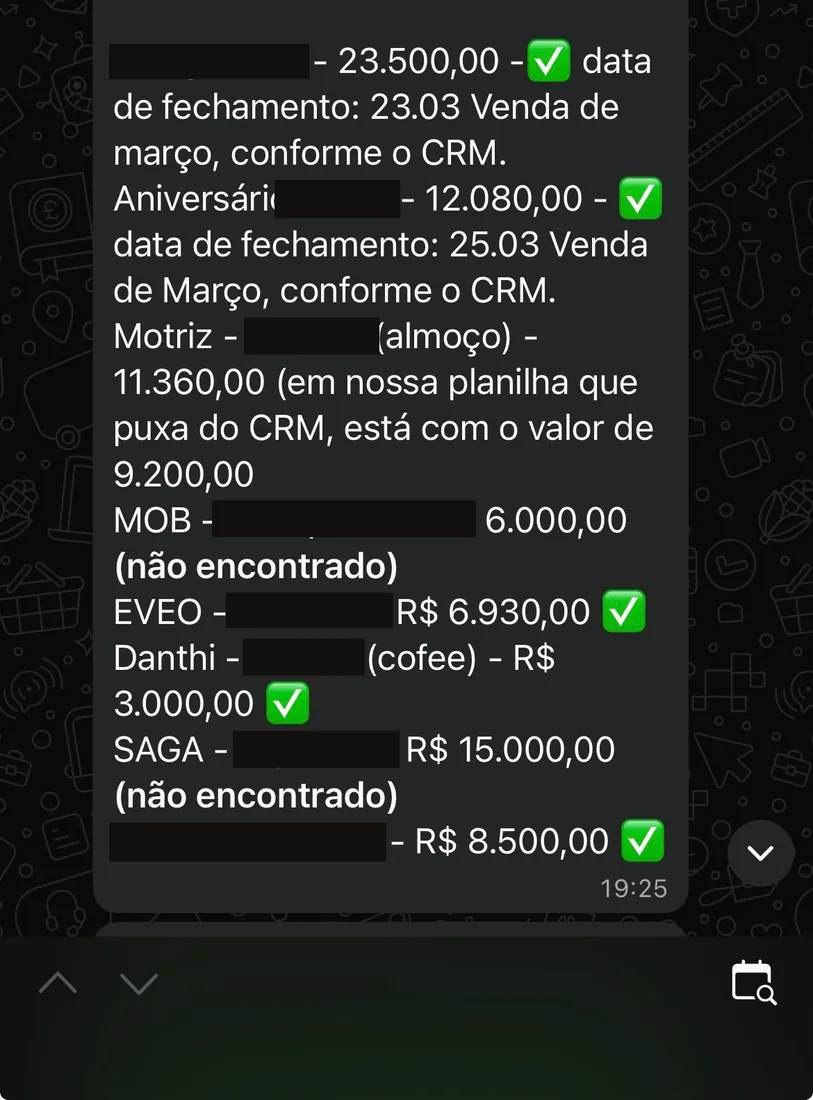 - 23.500,00 -✅ data
de fechamento: 23.03 Venda de
março, conforme o CRM.
- 12.080,00 - ✅
data de fechamento: 25.03 Venda
de Março, conforme o CRM.
Motriz - (almoço) -
11.360,00 (em nossa planilha que
puxa do CRM, está com o valor de
9.200,00
MOB - 6.000,00
(não encontrado)
EVEO - R$ 6.930,00 ✅
Danthi - (cofee) - R$
3.000,00 ✅
SAGA - R$ 15.000,00
(não encontrado)
- R$ 8.500,00 ✅
19:25